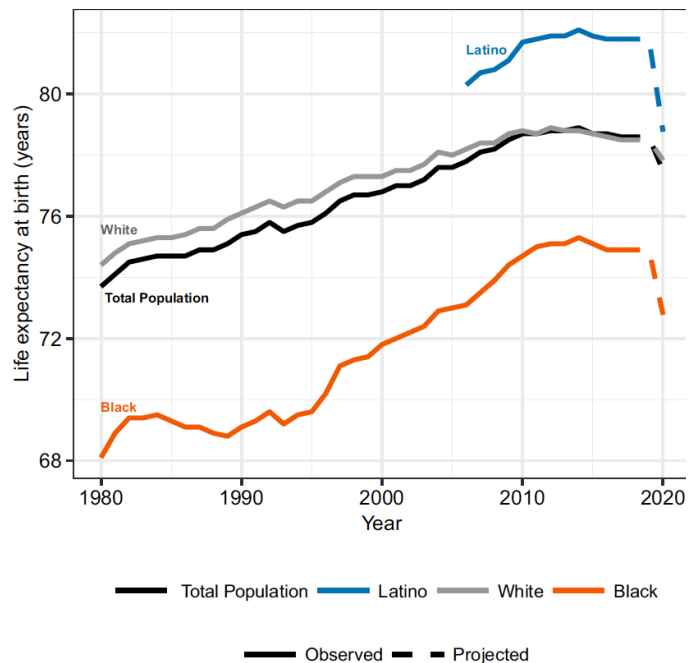 Latino
80
White
76
Total Population
72
Black
68
Life expectancy at birth (years)
1980 1990 2000 2010 2020
Year
Total Population Latino White Black
Observed Projected